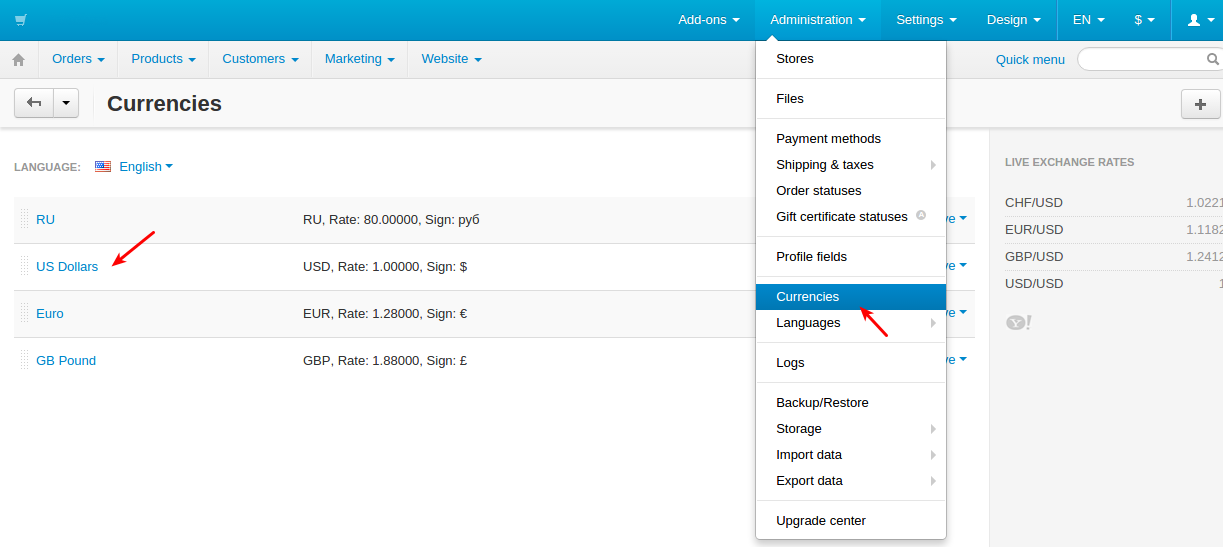 Add-ons Administration Settings Design EN $
Orders Products Customers Marketing Website Quick menu
Currencies
Stores
Files
Payment methods
Shipping & taxes
Order statuses
Gift certificate statuses A
Profile fields
Currencies
Languages
Logs
Backup/Restore
Storage
Import data
Export data
Upgrade center
LANGUAGE: English
RU RU, Rate: 80.00000, Sign: руб
US Dollars USD, Rate: 1.00000, Sign: $
Euro EUR, Rate: 1.28000, Sign: €
GB Pound GBP, Rate: 1.88000, Sign: £
LIVE EXCHANGE RATES
CHF/USD 1.0221
EUR/USD 1.1182
GBP/USD 1.2412
USD/USD 1
Y!